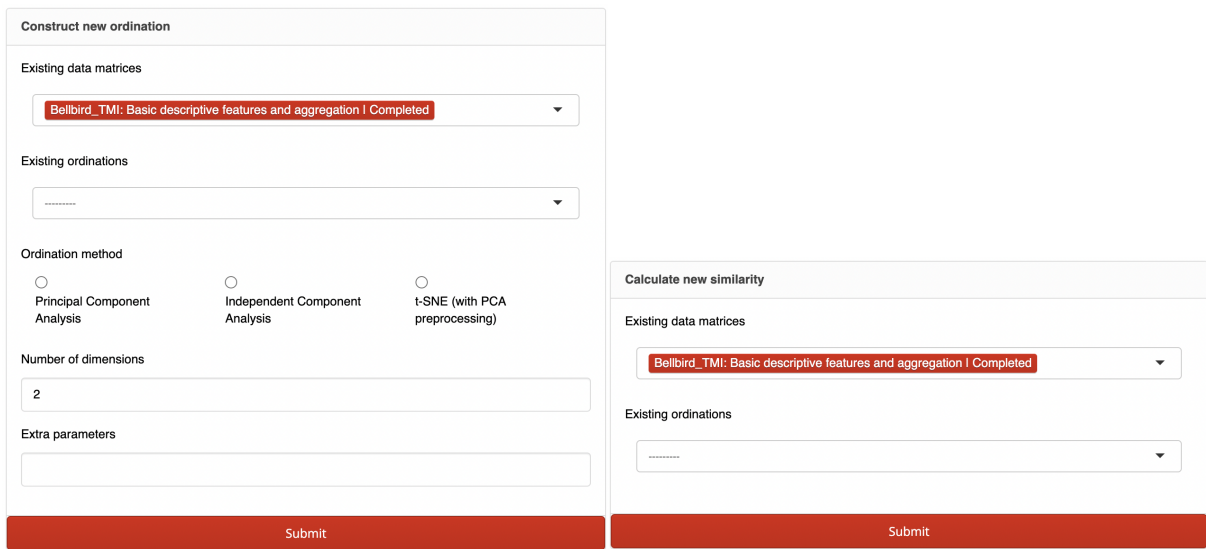 Construct new ordination
Existing data matrices
Bellbird_TMI: Basic descriptive features and aggregation | Completed
Existing ordinations
---------
Ordination method
Principal Component
Analysis
Independent Component
Analysis
t-SNE (with PCA
preprocessing)
Number of dimensions
2
Extra parameters
Submit
Calculate new similarity
Existing data matrices
Bellbird_TMI: Basic descriptive features and aggregation | Completed
Existing ordinations
---------
Submit